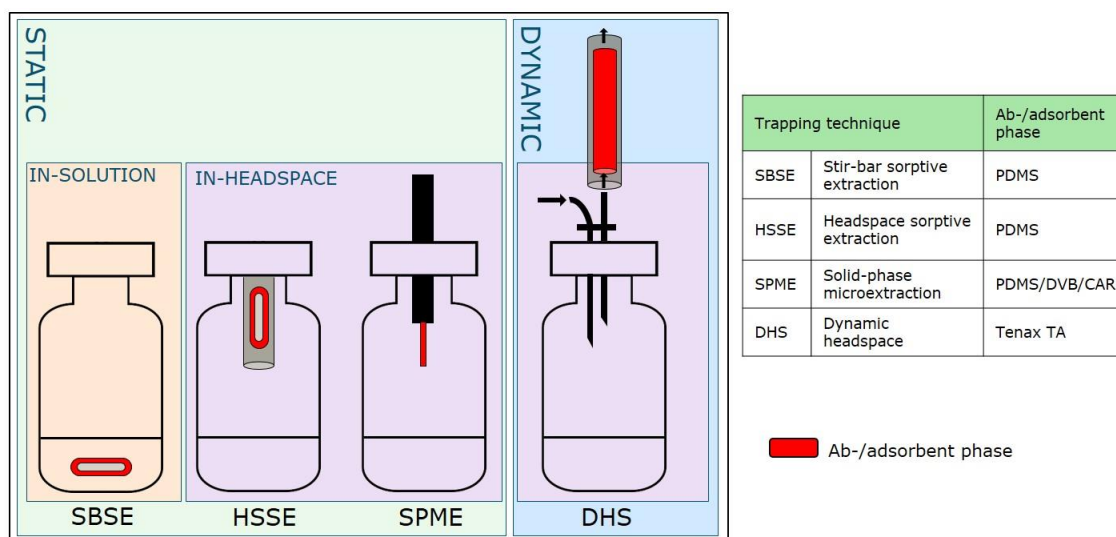 STATIC
DYNAMIC
IN-SOLUTION
IN-HEADSPACE
SBSE
HSSE
SPME
DHS
Trapping technique
Ab-/adsorbent
phase
SBSE
Stir-bar sorptive
extraction
PDMS
HSSE
Headspace sorptive
extraction
PDMS
SPME
Solid-phase
microextraction
PDMS/DVB/CAR
DHS
Dynamic
headspace
Tenax TA
Ab-/adsorbent phase